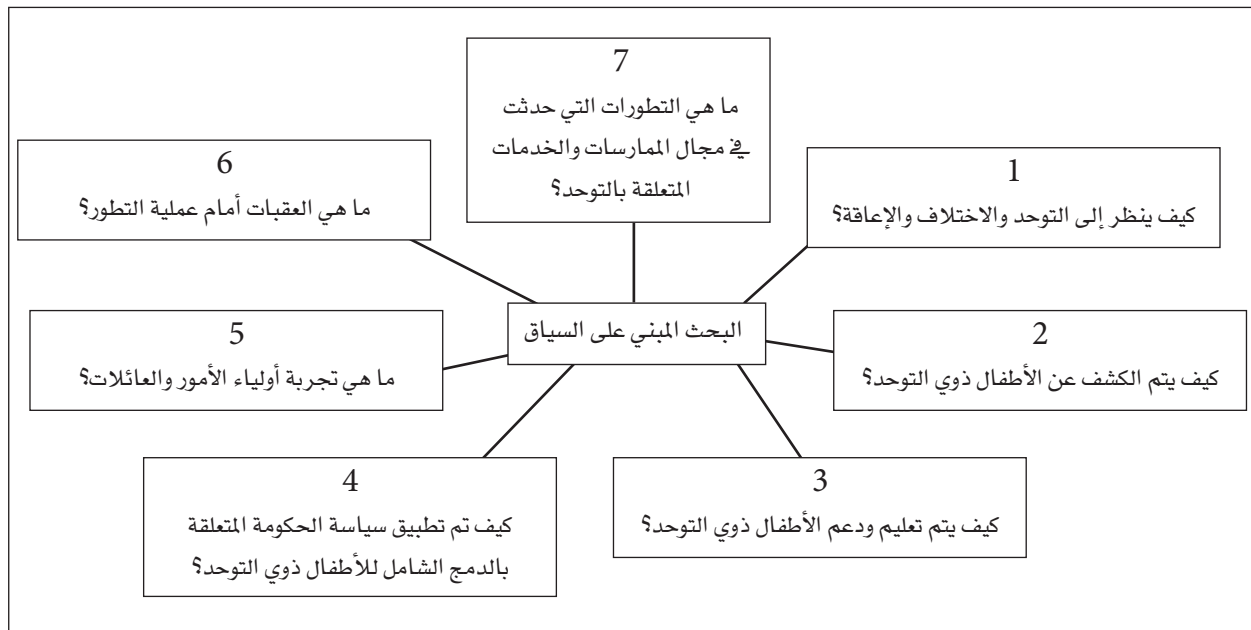 7
ما هي التطورات التي حدثت
في مجال الممارسات والخدمات
المتعلقة بالتوحد؟
1
كيف ينظر إلى التوحد والاختلاف والإعاقة؟
6
ما هي العقبات أمام عملية التطور؟
البحث المبني على السياق
2
كيف يتم الكشف عن الأطفال ذوي التوحد؟
5
ما هي تجربة أولياء الأمور والعائلات؟
3
كيف يتم تعليم ودعم الأطفال ذوي التوحد؟
4
كيف تم تطبيق سياسة الحكومة المتعلقة
بالدمج الشامل للأطفال ذوي التوحد؟